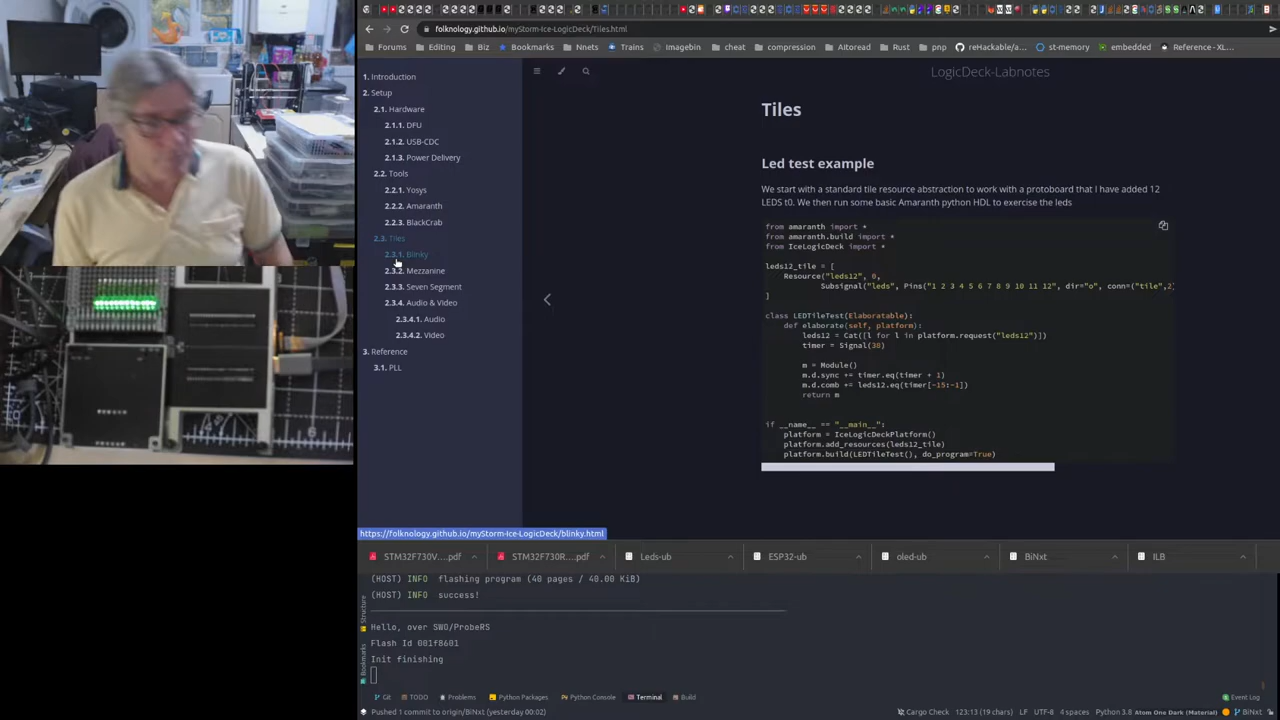 folknology.github.io/myStorm-Ice-LogicDeck/Tiles.html
Forums Editing Biz Bookmarks Nnets Trains Imagebin cheat compression Aitoread Rust pnp reHackable/a... st-memory embedded Reference - XL...
LogicDeck-Labnotes
1. Introduction
2. Setup
2.1. Hardware
2.1.1. DFU
2.1.2. USB-CDC
2.1.3. Power Delivery
2.2. Tools
2.2.1. Yosys
2.2.2. Amaranth
2.2.3. BlackCrab
2.3. Tiles
2.3.1. Blinky
2.3.2. Mezzanine
2.3.3. Seven Segment
2.3.4. Audio & Video
2.3.4.1. Audio
2.3.4.2. Video
3. Reference
3.1. PLL
Tiles
Led test example
We start with a standard tile resource abstraction to work with a protoboard that I have added 12
LEDS t0. We then run some basic Amaranth python HDL to exercise the leds
from amaranth import *
from amaranth.build import *
from IceLogicDeck import *
leds12_tile = [
Resource("leds12", 0,
Subsignal("leds", Pins("1 2 3 4 5 6 7 8 9 10 11 12", dir="o", conn=("tile",2)
]
class LEDTileTest(Elaboratable):
def elaborate(self, platform):
leds12 = Cat([l for l in platform.request("leds12")])
timer = Signal(30)
m = Module()
m.d.sync += timer.eq(timer + 1)
m.d.comb += leds12.eq(timer[-15:-1])
return m
if __name__ == "__main__":
platform = IceLogicDeckPlatform()
platform.add_resources(leds12_tile)
platform.build(LEDTileTest(), do_program=True)
https://folknology.github.io/myStorm-Ice-LogicDeck/blinky.html
STM32F730V....pdf STM32F730R....pdf Leds-ub ESP32-ub oled-ub BiNxt ILB
(HOST) INFO flashing program (40 pages / 40.00 KiB)
(HOST) INFO success!
Hello, over SWO/ProbeRS
Flash Id 001f8601
Init finishing
Structure
Bookmarks
Git TODO Problems Python Packages Python Console Terminal Build Event Log
Pushed 1 commit to origin/BiNxt (yesterday 00:02) Cargo Check 123:13 (19 chars) LF UTF-8 4 spaces Python 3.8 Atom One Dark (Material) BiNxt